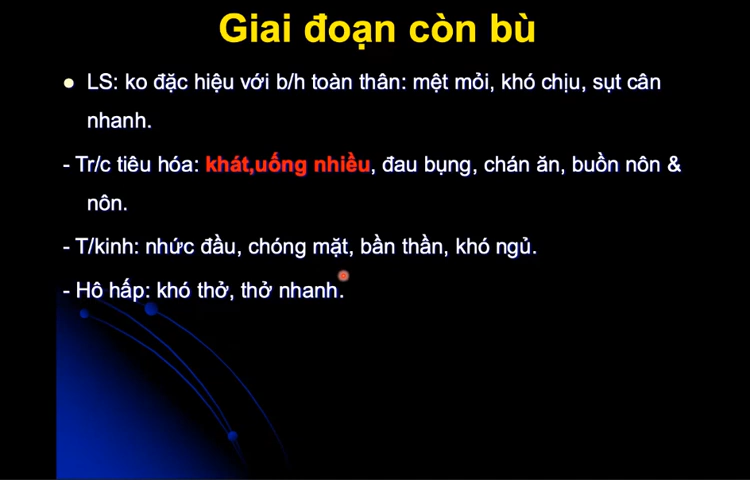 Giai đoạn còn bù
● LS: ko đặc hiệu với b/h toàn thân: mệt mỏi, khó chịu, sụt cân
nhanh.
- Tr/c tiêu hóa: khát,uống nhiều, đau bụng, chán ăn, buồn nôn &
nôn.
- T/kinh: nhức đầu, chóng mặt, bần thần, khó ngủ.
- Hô hấp: khó thở, thở nhanh.